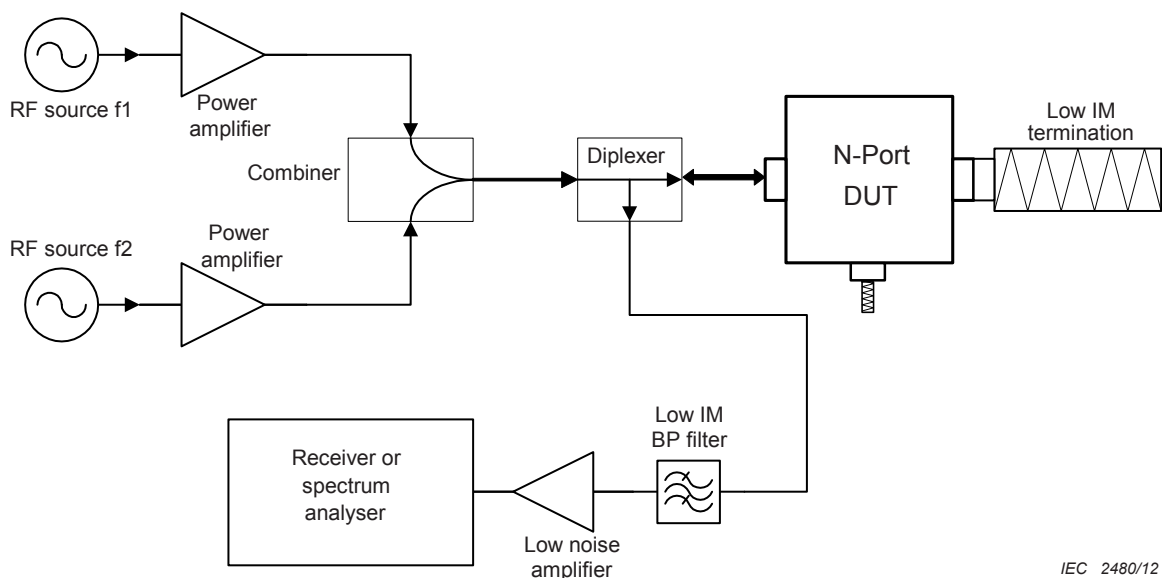 RF source f1
Power
amplifier
Combiner
Diplexer
N-Port
DUT
Low IM
termination
RF source f2
Power
amplifier
Receiver or
spectrum
analyser
Low noise
amplifier
Low IM
BP filter
IEC 2480/12